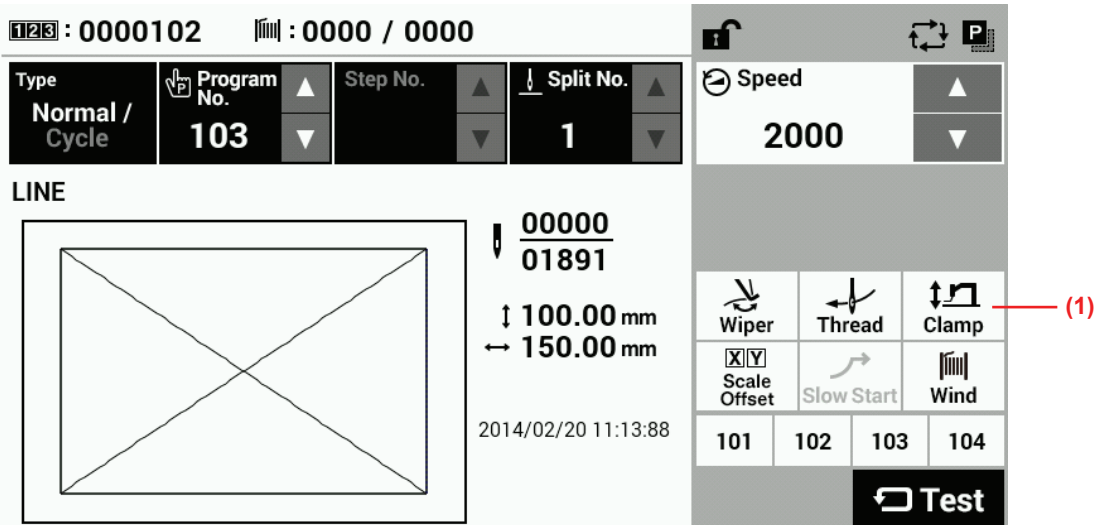 123 : 0000102 : 0000 / 0000
P
Type
Normal /
Cycle
P Program
No.
103
Step No.
Split No.
1
Speed
2000
LINE
00000
01891
100.00 mm
150.00 mm
2014/02/20 11:13:88
Wiper
Thread
Clamp
(1)
XY
Scale
Offset
Slow Start
Wind
101 102 103 104
Test